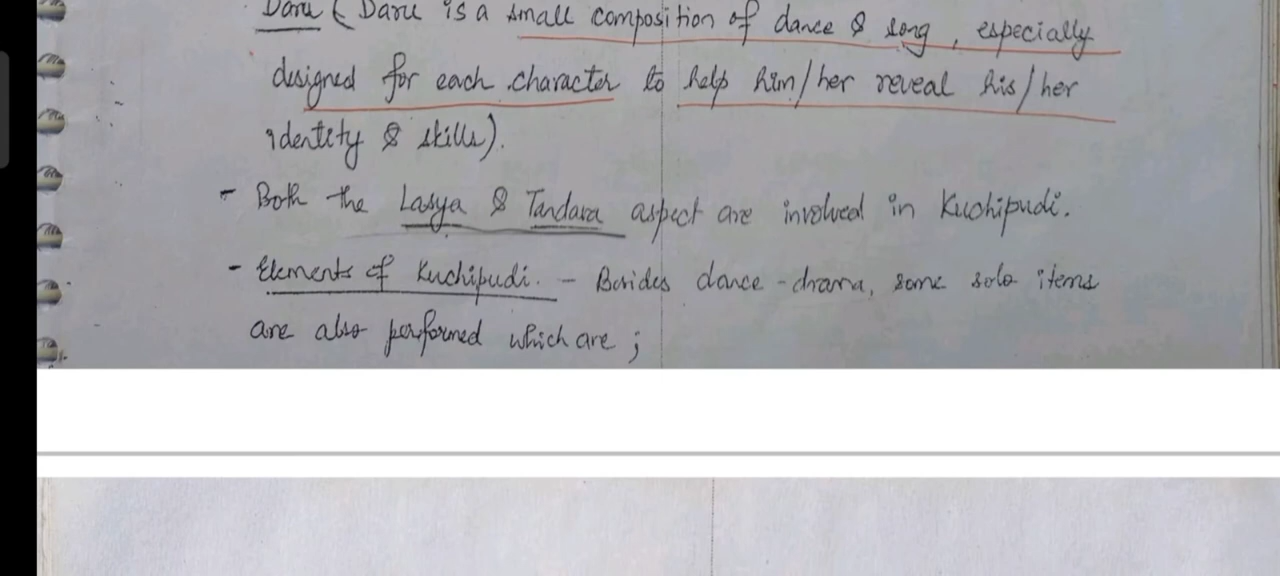 Daru ( Daru is a small composition of dance & song, especially
designed for each character to help him/her reveal his/her
identity & skills).
- Both the Lasya & Tandava aspect are involved in Kuchipudi.
- Elements of Kuchipudi. - Besides dance-drama, some solo items
are also performed which are ;